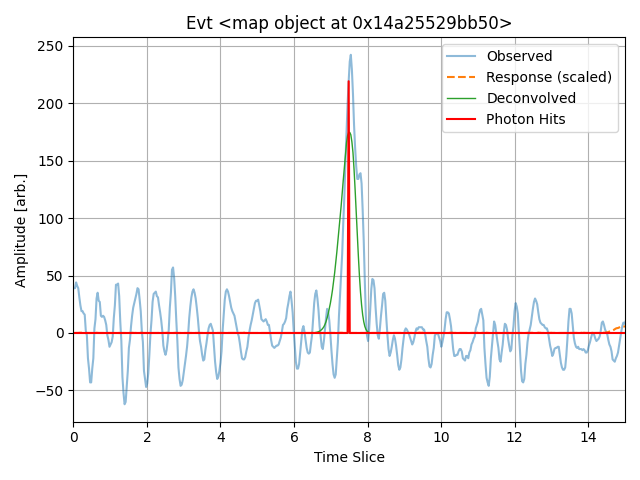 Evt <map object at 0x14a25529bb50>
Observed
Response (scaled)
Deconvolved
Photon Hits
Amplitude [arb.]
250
200
150
100
50
0
−50
0 2 4 6 8 10 12 14
Time Slice